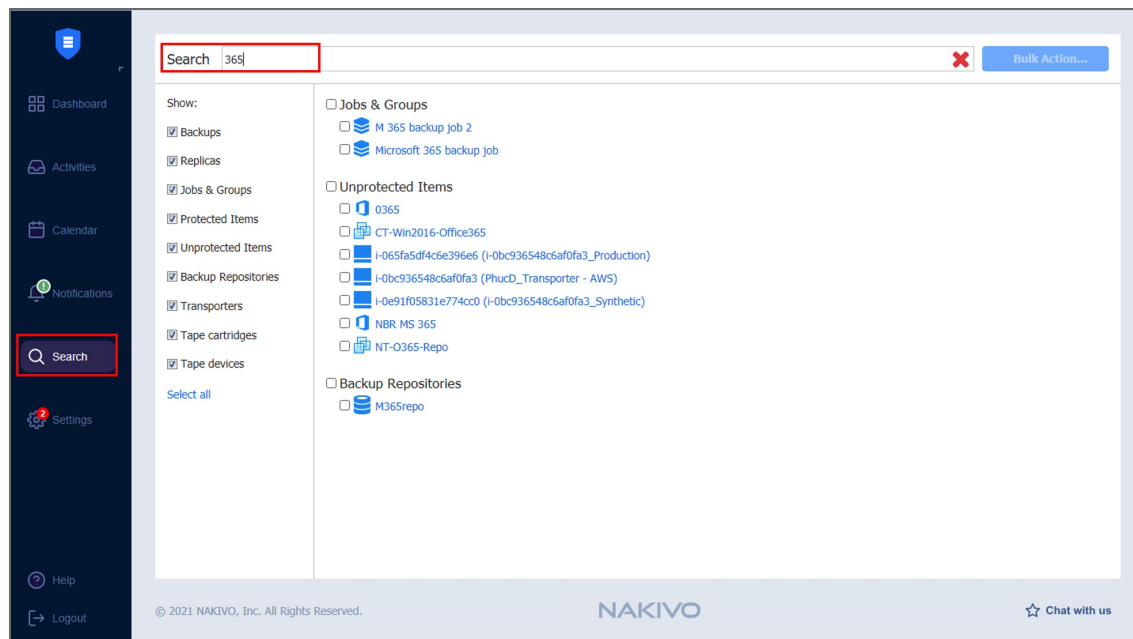 Search 365
Bulk Action...
Dashboard
Activities
Calendar
Notifications
Search
2
Settings
Help
Logout
Show:
Backups
Replicas
Jobs & Groups
Protected Items
Unprotected Items
Backup Repositories
Transporters
Tape cartridges
Tape devices
Select all
Jobs & Groups
M 365 backup job 2
Microsoft 365 backup job
Unprotected Items
0365
CT-Win2016-Office365
i-065fa5df4c6e396e6 (i-0bc936548c6af0fa3_Production)
i-0bc936548c6af0fa3 (PhucD_Transporter - AWS)
i-0e91f05831e774cc0 (i-0bc936548c6af0fa3_Synthetic)
NBR MS 365
NT-O365-Repo
Backup Repositories
M365repo
© 2021 NAKIVO, Inc. All Rights Reserved.
NAKIVO
Chat with us